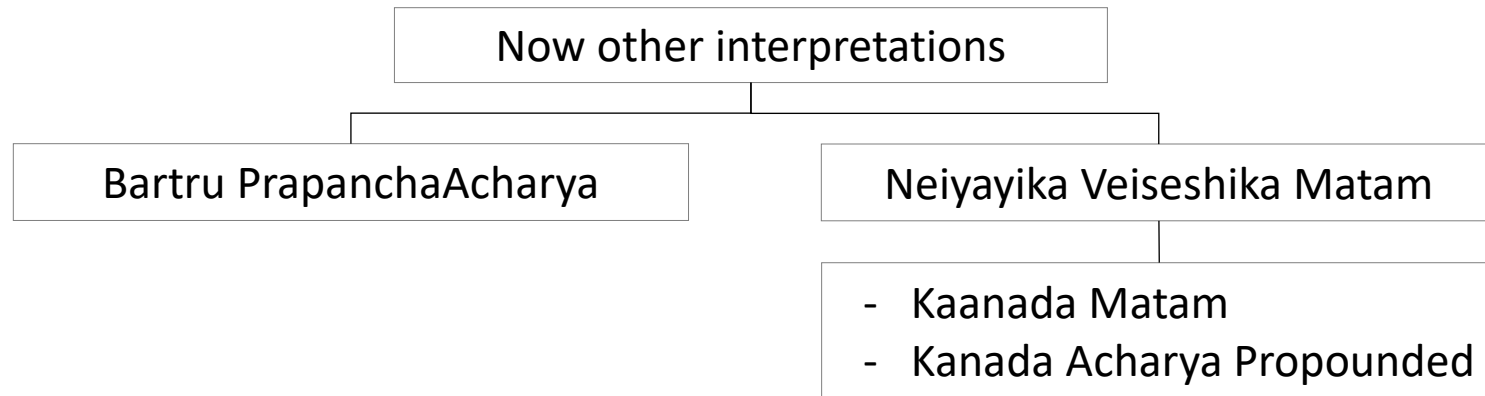 Now other interpretations
Bartru PrapanchaAcharya
Neiyayika Veiseshika Matam
- Kaanada Matam
- Kanada Acharya Propounded